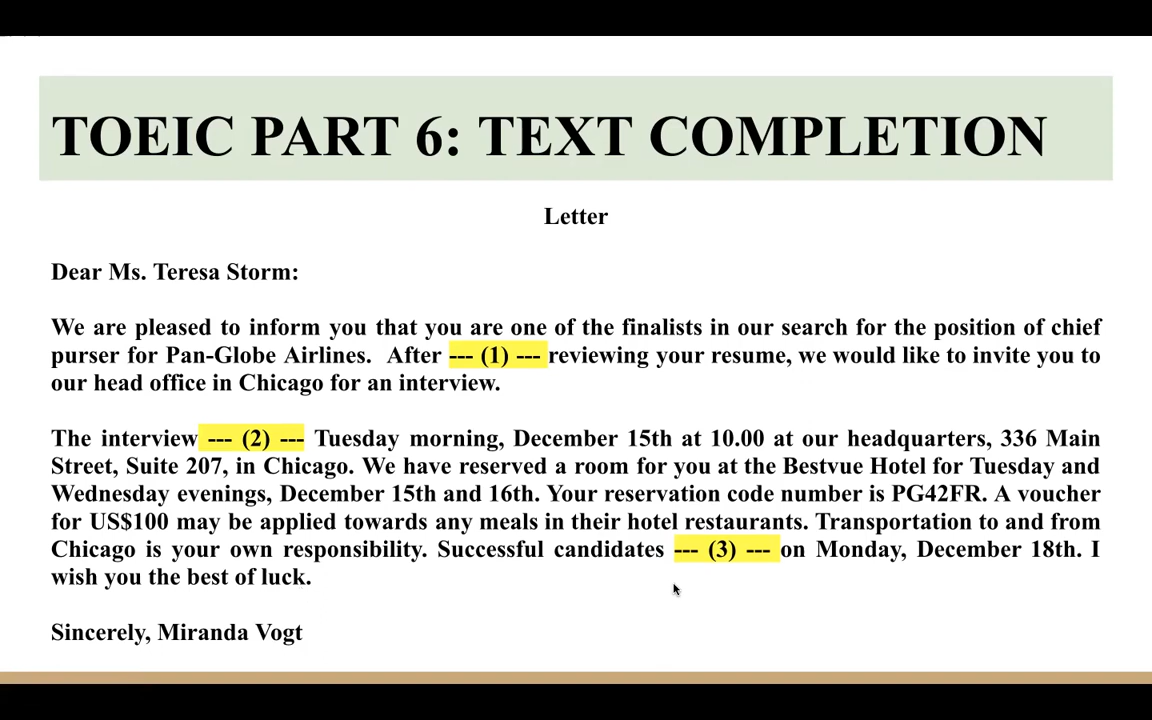 TOEIC PART 6: TEXT COMPLETION
Letter
Dear Ms. Teresa Storm:
We are pleased to inform you that you are one of the finalists in our search for the position of chief
purser for Pan-Globe Airlines. After --- (1) --- reviewing your resume, we would like to invite you to
our head office in Chicago for an interview.
The interview --- (2) --- Tuesday morning, December 15th at 10.00 at our headquarters, 336 Main
Street, Suite 207, in Chicago. We have reserved a room for you at the Bestvue Hotel for Tuesday and
Wednesday evenings, December 15th and 16th. Your reservation code number is PG42FR. A voucher
for US$100 may be applied towards any meals in their hotel restaurants. Transportation to and from
Chicago is your own responsibility. Successful candidates --- (3) --- on Monday, December 18th. I
wish you the best of luck.
Sincerely, Miranda Vogt